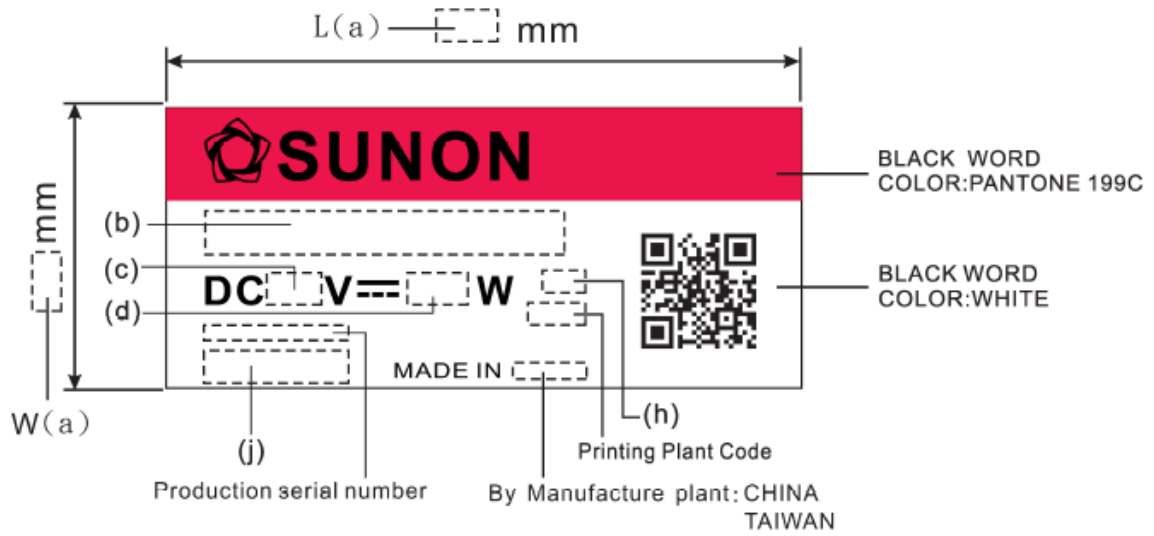 L(a) mm
SUNON
BLACK WORD
COLOR:PANTONE 199C
mm
(b)
(c)
DC V W
BLACK WORD
COLOR:WHITE
(d)
MADE IN
W(a)
(h)
(j)
Printing Plant Code
Production serial number
By Manufacture plant: CHINA
TAIWAN